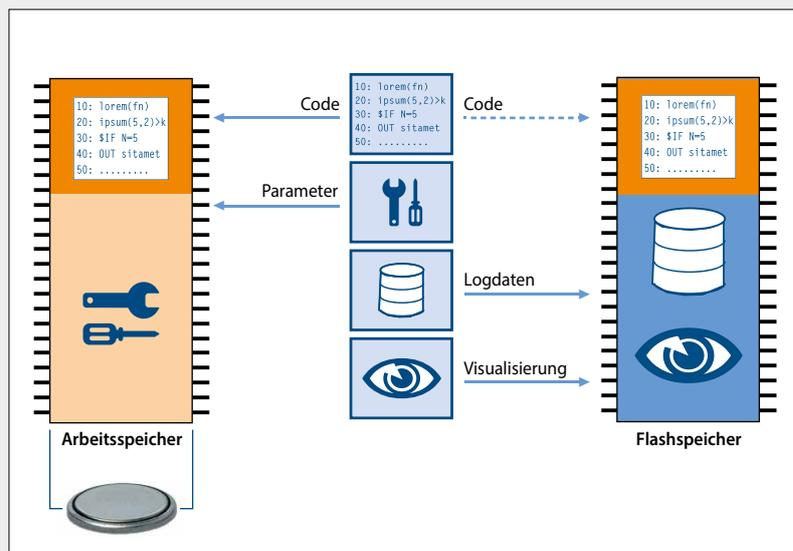 10: lorem(fn)
20: ipsum(5,2)>k
30: $IF N=5
40: OUT sitamet
50: .........
Code
10: lorem(fn)
20: ipsum(5,2)>k
30: $IF N=5
40: OUT sitamet
50: .........
Code
10: lorem(fn)
20: ipsum(5,2)>k
30: $IF N=5
40: OUT sitamet
50: .........
Parameter
Logdaten
Visualisierung
Arbeitsspeicher
Flashspeicher